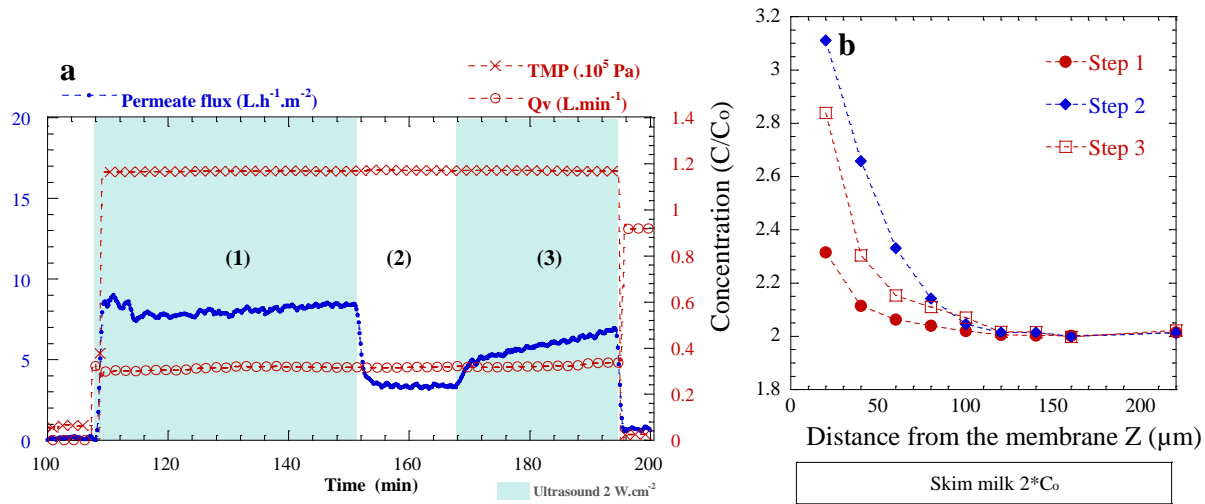 a
TMP (.10⁵ Pa)
Permeate flux (L.h⁻¹.m⁻²)
Qv (L.min⁻¹)
20
15
10
5
0
1.4
1.2
1
0.8
0.6
0.4
0.2
0
(1)
(2)
(3)
100
120
140
160
180
200
Time (min)
Ultrasound 2 W.cm⁻²
b
Step 1
Step 2
Step 3
Concentration (C/C₀)
3.2
3
2.8
2.6
2.4
2.2
2
1.8
0
50
100
150
200
Distance from the membrane Z (µm)
Skim milk 2*C₀